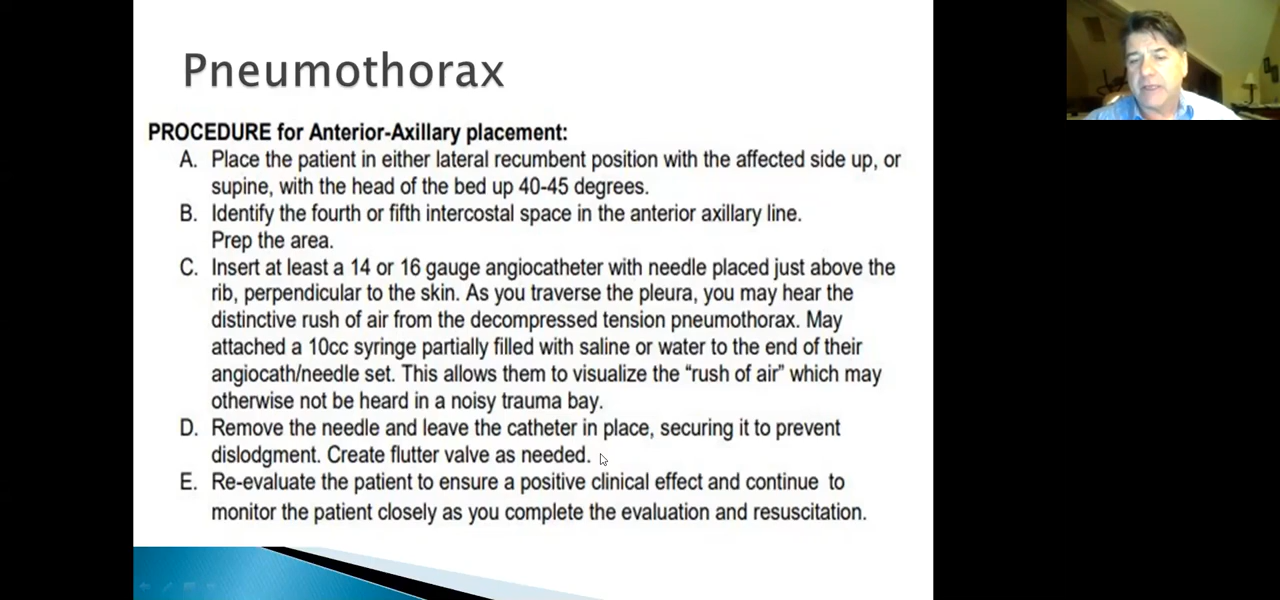 Pneumothorax
PROCEDURE for Anterior-Axillary placement:
A. Place the patient in either lateral recumbent position with the affected side up, or
supine, with the head of the bed up 40-45 degrees.
B. Identify the fourth or fifth intercostal space in the anterior axillary line.
Prep the area.
C. Insert at least a 14 or 16 gauge angiocatheter with needle placed just above the
rib, perpendicular to the skin. As you traverse the pleura, you may hear the
distinctive rush of air from the decompressed tension pneumothorax. May
attached a 10cc syringe partially filled with saline or water to the end of their
angiocath/needle set. This allows them to visualize the “rush of air” which may
otherwise not be heard in a noisy trauma bay.
D. Remove the needle and leave the catheter in place, securing it to prevent
dislodgment. Create flutter valve as needed.
E. Re-evaluate the patient to ensure a positive clinical effect and continue to
monitor the patient closely as you complete the evaluation and resuscitation.